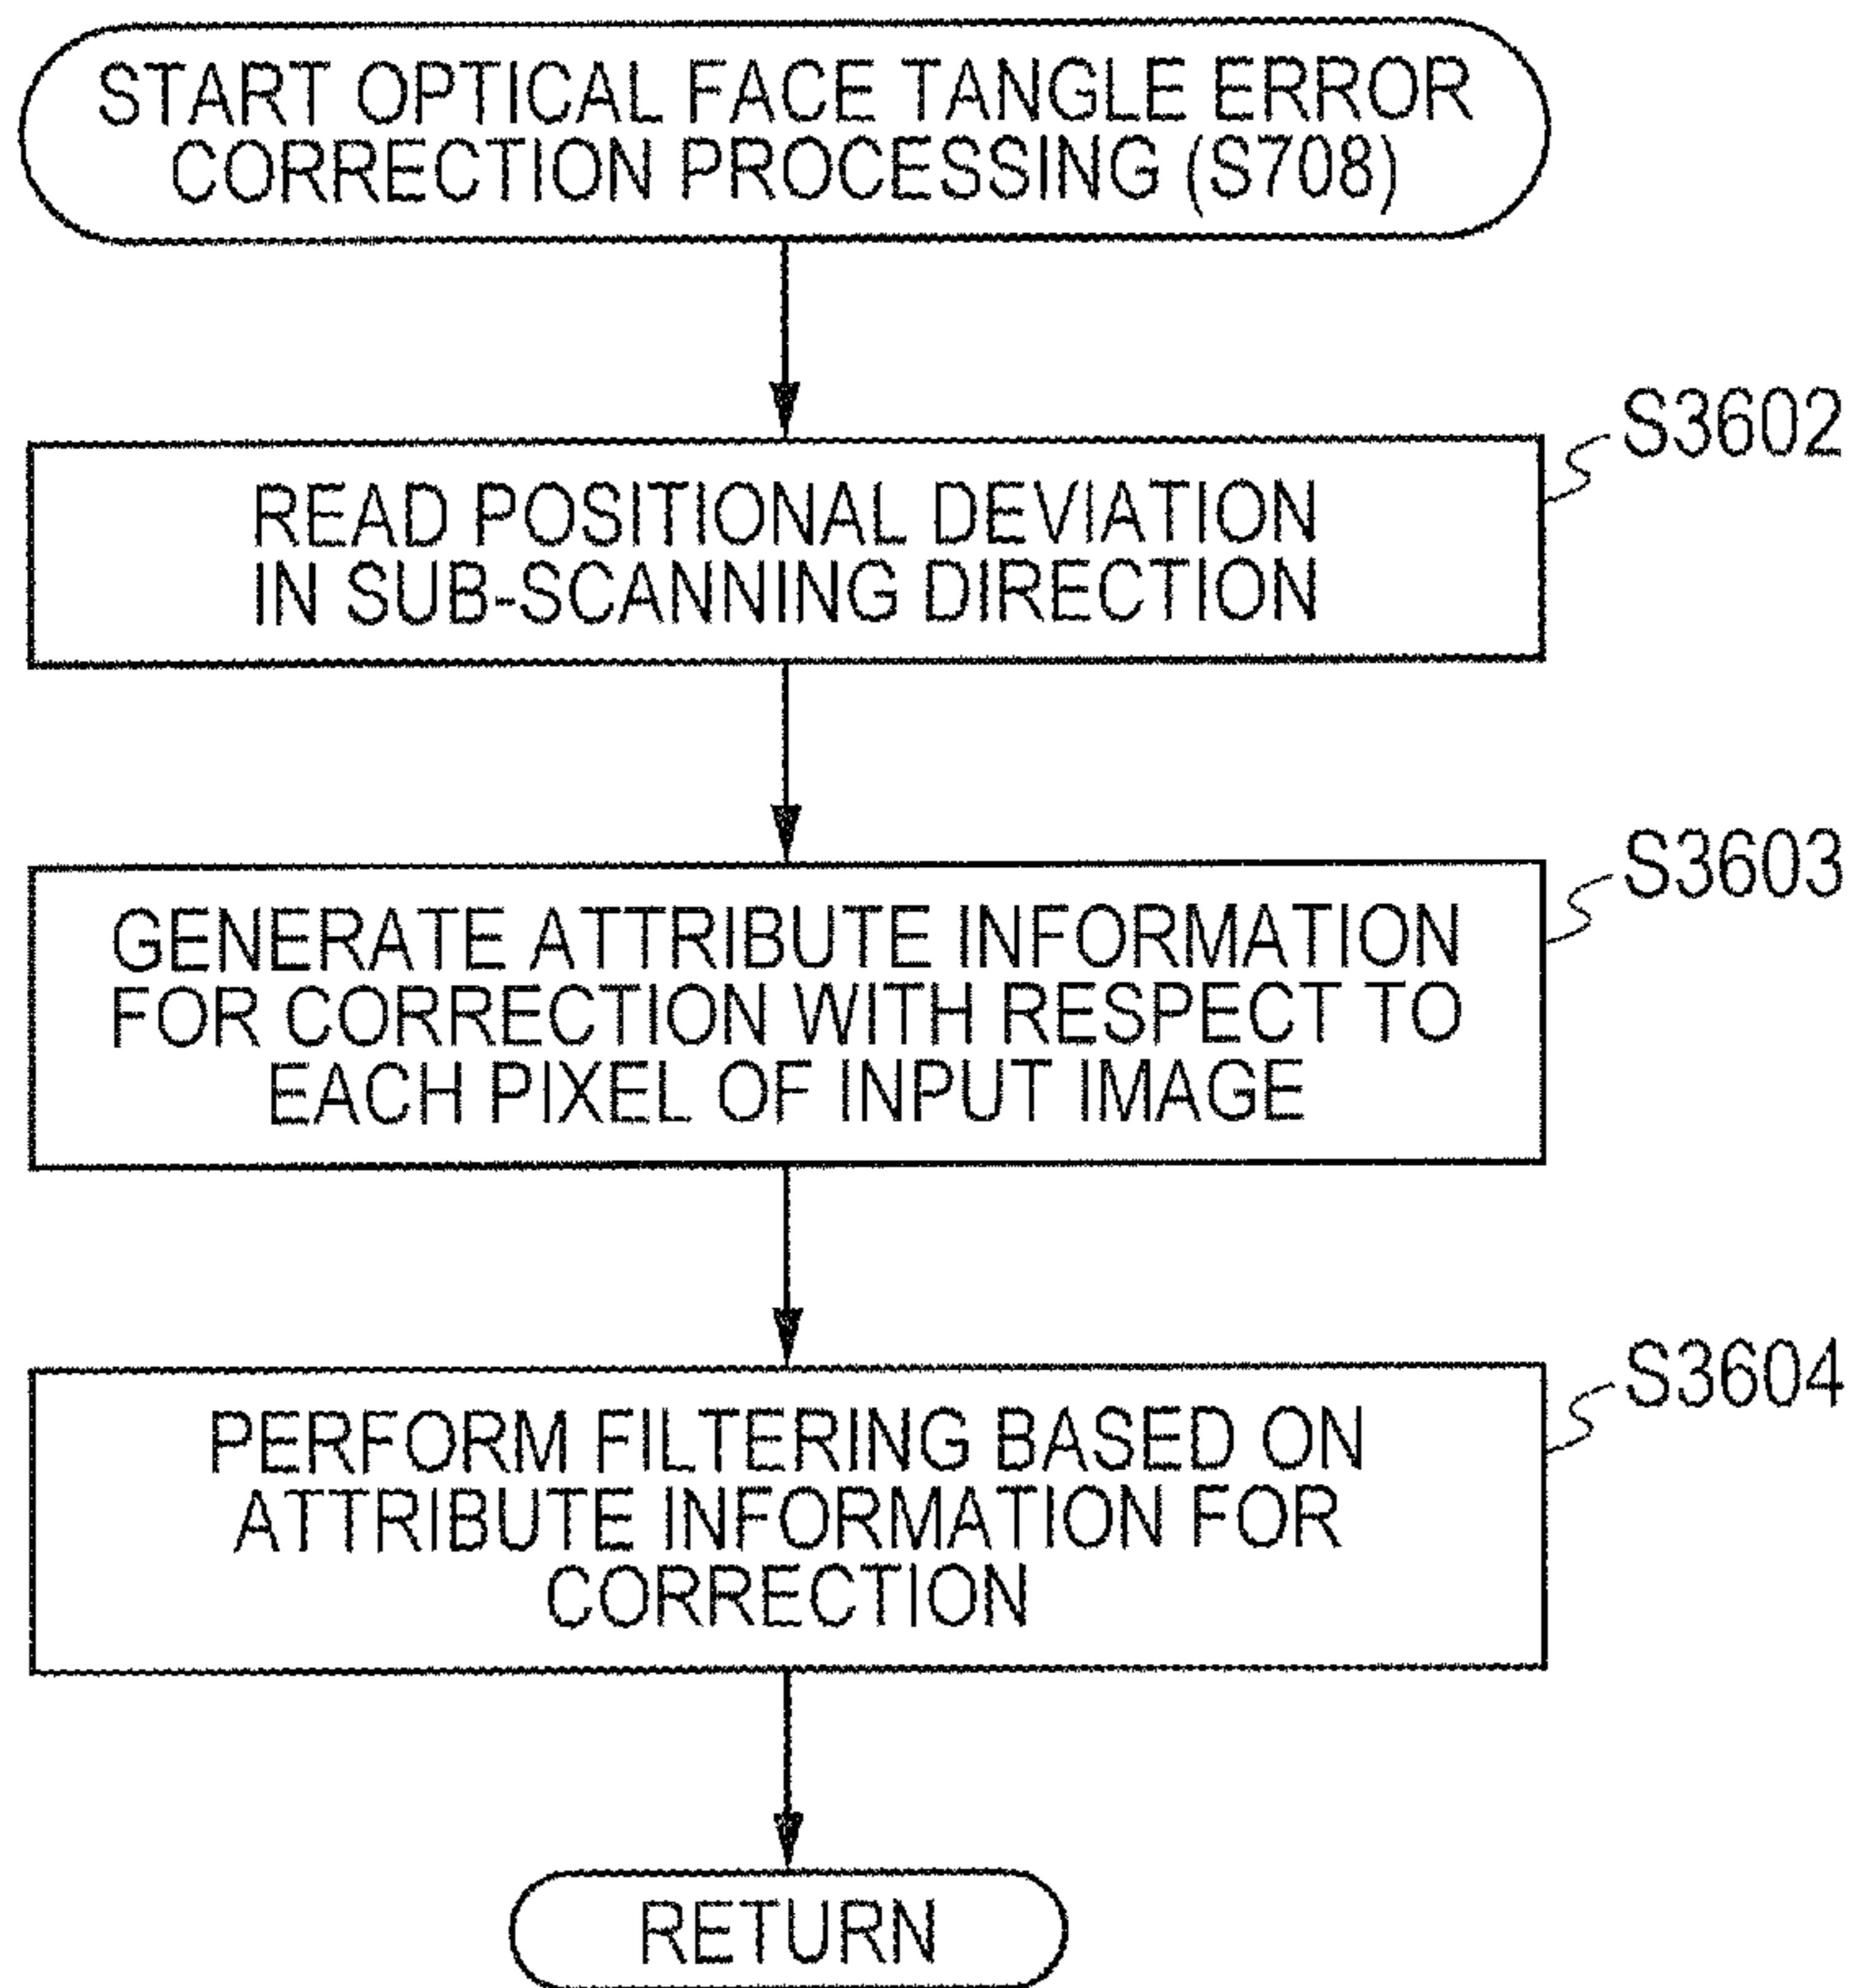 START OPTICAL FACE TANGLE ERROR
CORRECTION PROCESSING (S708)
S3602
READ POSITIONAL DEVIATION
IN SUB-SCANNING DIRECTION
S3603
GENERATE ATTRIBUTE INFORMATION
FOR CORRECTION WITH RESPECT TO
EACH PIXEL OF INPUT IMAGE
S3604
PERFORM FILTERING BASED ON
ATTRIBUTE INFORMATION FOR
CORRECTION
RETURN